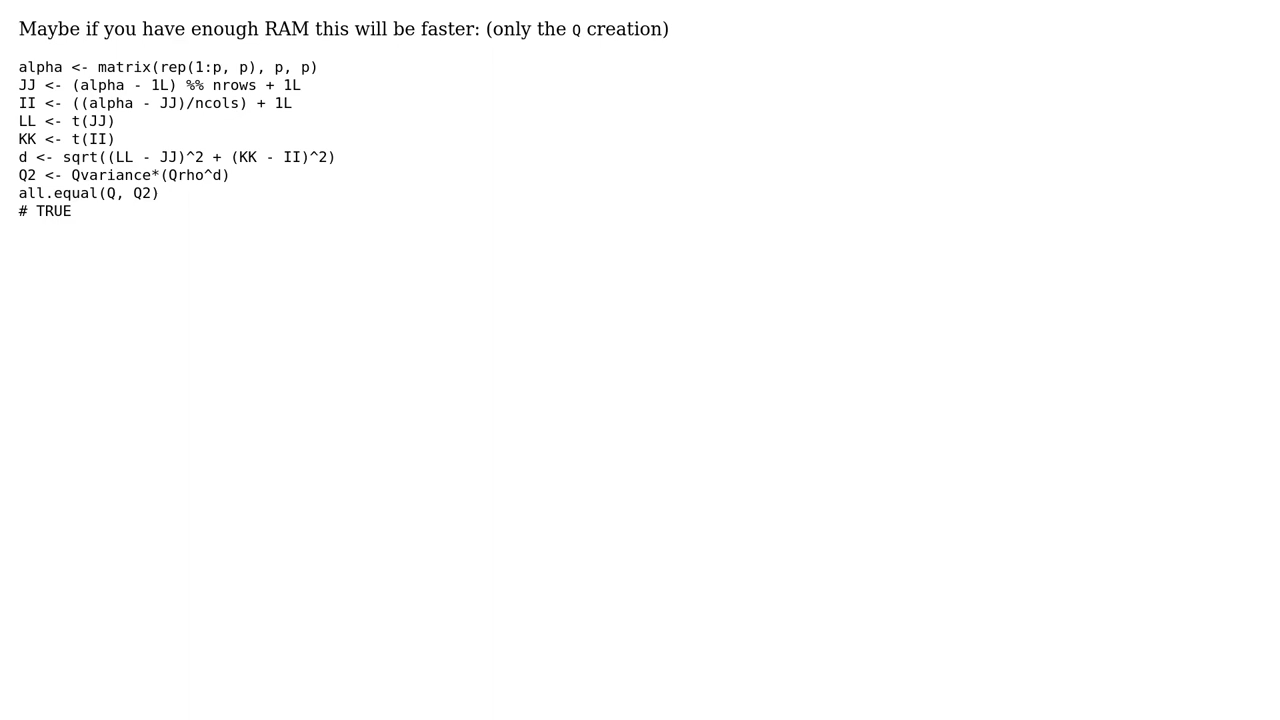 Maybe if you have enough RAM this will be faster: (only the Q creation)
alpha <- matrix(rep(1:p, p), p, p)
JJ <- (alpha - 1L) %% nrows + 1L
II <- ((alpha - JJ)/ncols) + 1L
LL <- t(JJ)
KK <- t(II)
d <- sqrt((LL - JJ)^2 + (KK - II)^2)
Q2 <- Qvariance*(Qrho^d)
all.equal(Q, Q2)
# TRUE